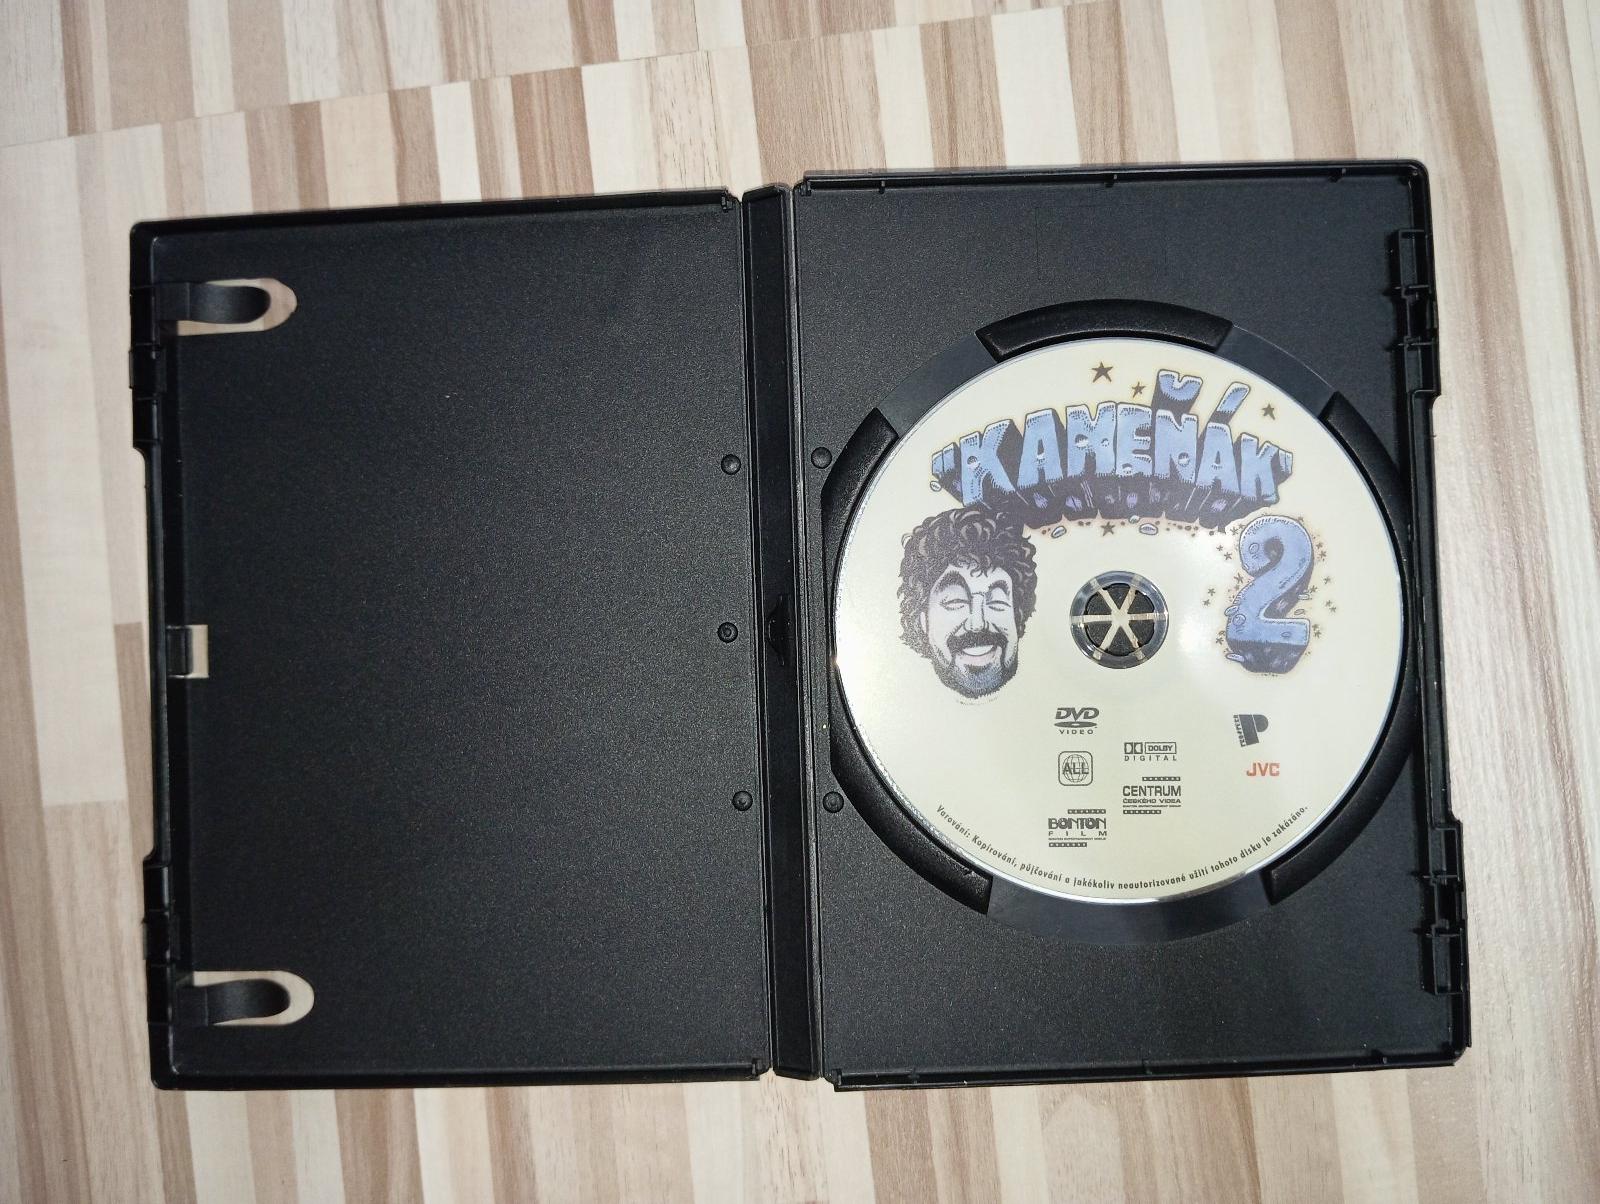 "KAMEŇÁK"
2
DVD
VIDEO
DOLBY
DIGITAL
ALL
P
JVC
CENTRUM
ČESKÉHO VIDEA
BONTON
FILM
Varování: Kopírování, půjčování a jakékoliv neautorizované užití tohoto disku je zakázáno.